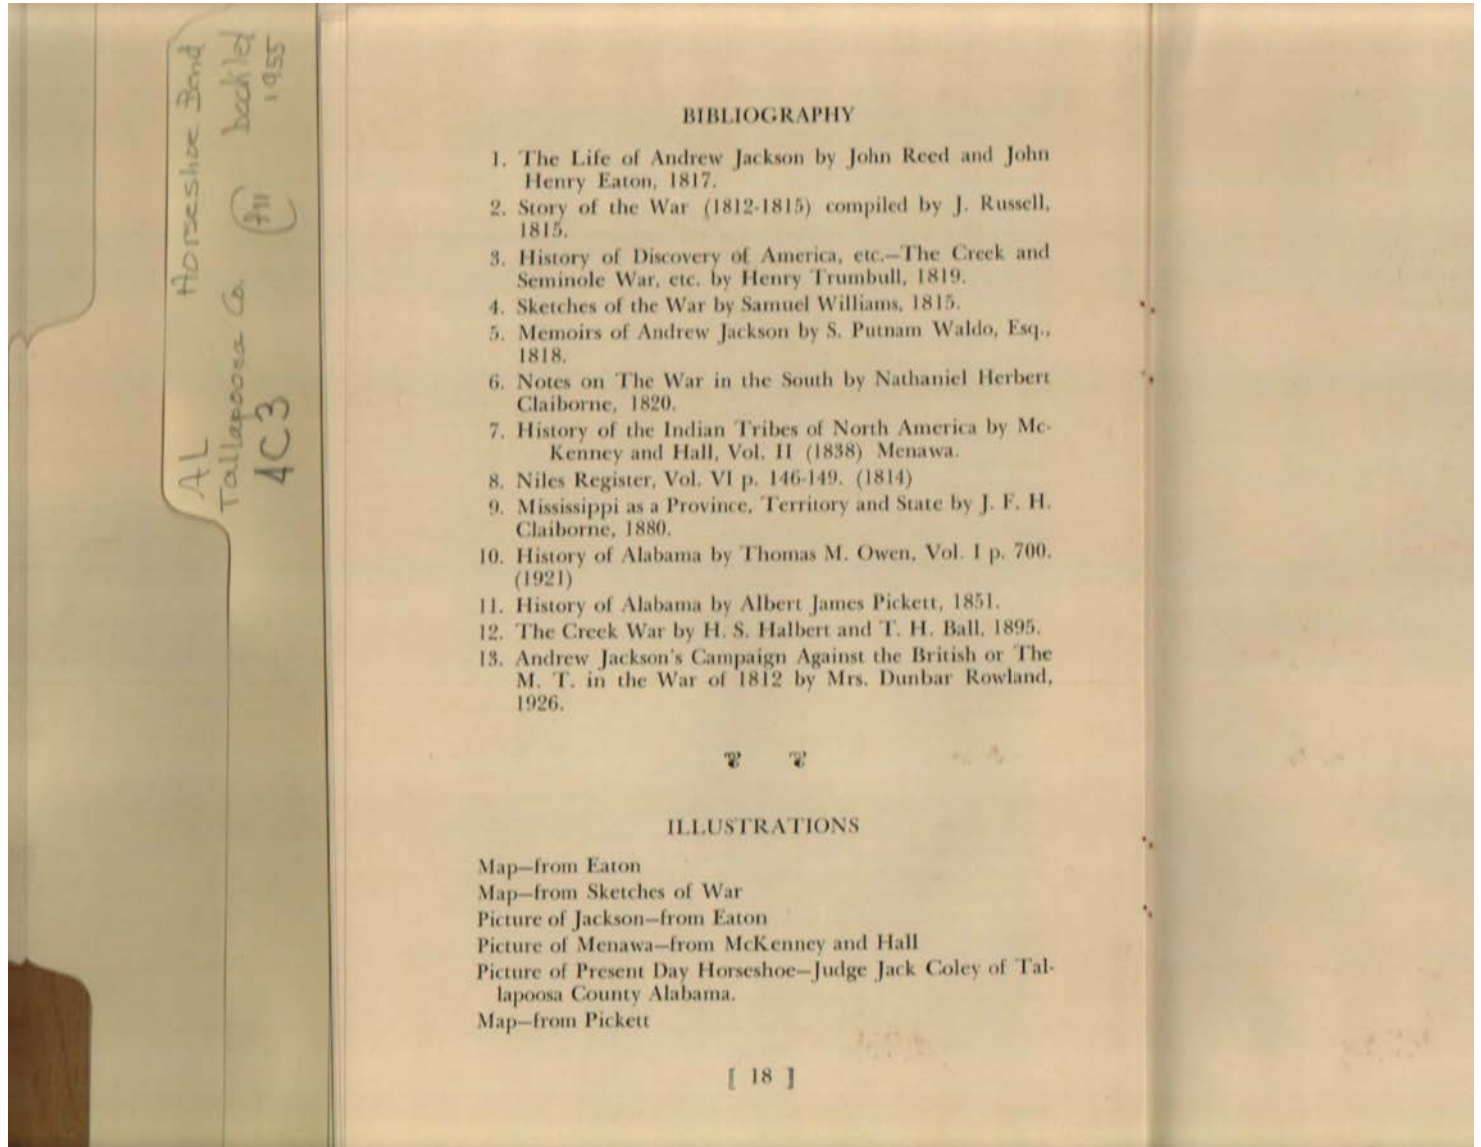 AL Horseshoe Bend
Tallapoosa Co. booklet
4C3 1955
BIBLIOGRAPHY
1. The Life of Andrew Jackson by John Reed and John
Henry Eaton, 1817.
2. Story of the War (1812-1815) compiled by J. Russell,
1815.
3. History of Discovery of America, etc.—The Creek and
Seminole War, etc. by Henry Trumbull, 1819.
4. Sketches of the War by Samuel Williams, 1815.
5. Memoirs of Andrew Jackson by S. Putnam Waldo, Esq.,
1818.
6. Notes on The War in the South by Nathaniel Herbert
Claiborne, 1820.
7. History of the Indian Tribes of North America by Mc-
Kenney and Hall, Vol. II (1838) Menawa.
8. Niles Register, Vol. VI p. 146-149. (1814)
9. Mississippi as a Province, Territory and State by J. F. H.
Claiborne, 1880.
10. History of Alabama by Thomas M. Owen, Vol. I p. 700.
(1921)
11. History of Alabama by Albert James Pickett, 1851.
12. The Creek War by H. S. Halbert and T. H. Ball, 1895.
13. Andrew Jackson's Campaign Against the British or The
M. T. in the War of 1812 by Mrs. Dunbar Rowland,
1926.
ILLUSTRATIONS
Map—from Eaton
Map—from Sketches of War
Picture of Jackson—from Eaton
Picture of Menawa—from McKenney and Hall
Picture of Present Day Horseshoe—Judge Jack Coley of Tal-
lapoosa County Alabama.
Map—from Pickett
[ 18 ]